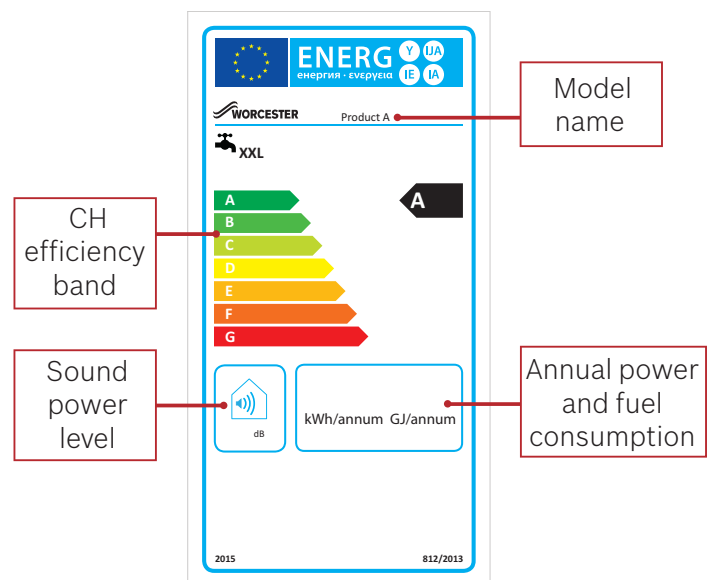 ENERG Y IJA
енергия · ενεργεια IE IA
WORCESTER
Product A
Model
name
XXL
A
A
B
C
D
E
F
G
CH
efficiency
band
Sound
power
level
dB
kWh/annum GJ/annum
Annual power
and fuel
consumption
2015
812/2013